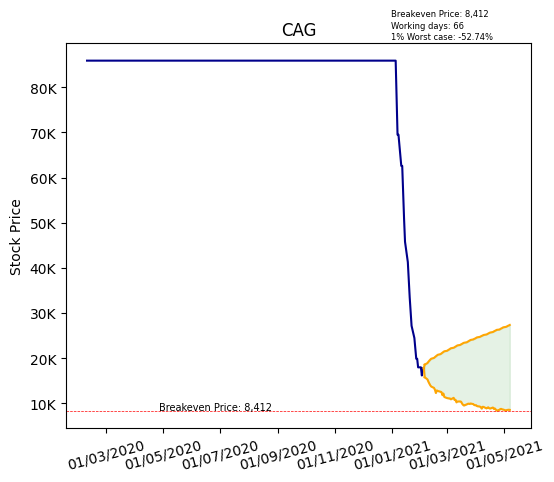 Breakeven Price: 8,412
Working days: 66
1% Worst case: -52.74%
CAG
Stock Price
80K
70K
60K
50K
40K
30K
20K
10K
Breakeven Price: 8,412
01/03/2020 01/05/2020 01/07/2020 01/09/2020 01/11/2020 01/01/2021 01/03/2021 01/05/2021